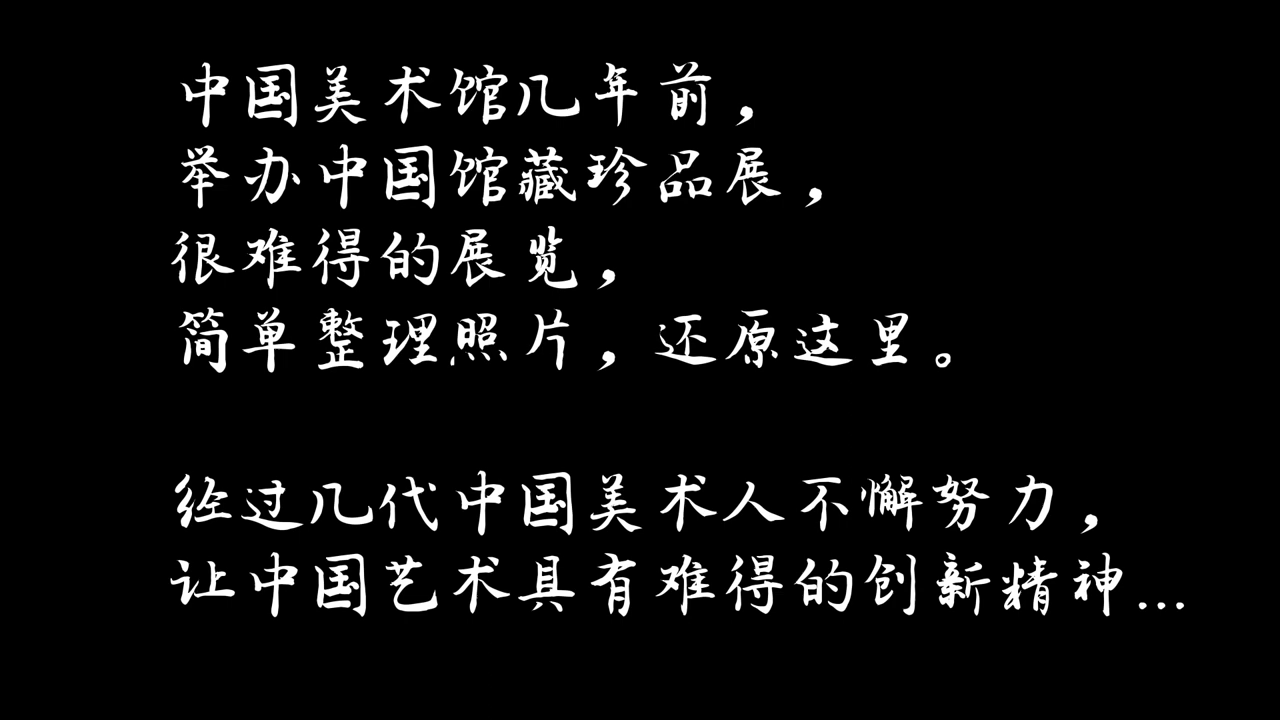 中国美术馆几年前，
举办中国馆藏珍品展，
很难得的展览，
简单整理照片，还原这里。
经过几代中国美术人不懈努力，
让中国艺术具有难得的创新精神...